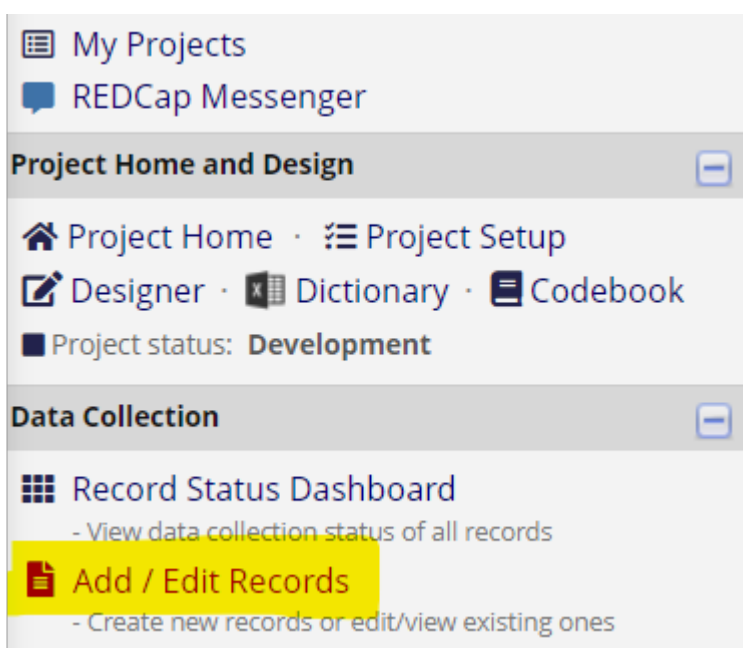 My Projects
REDCap Messenger
Project Home and Design
Project Home · Project Setup
Designer · Dictionary · Codebook
Project status: Development
Data Collection
Record Status Dashboard
- View data collection status of all records
Add / Edit Records
- Create new records or edit/view existing ones